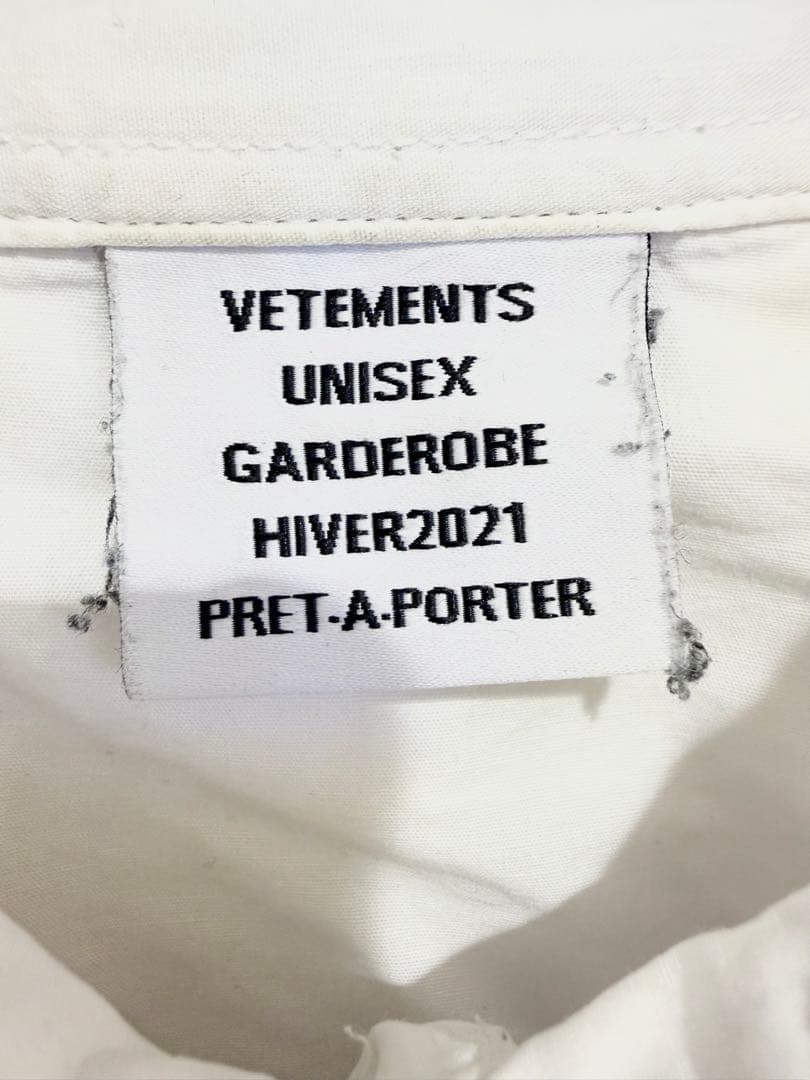 VETEMENTS
UNISEX
GARDEROBE
HIVER2021
PRET-A-PORTER